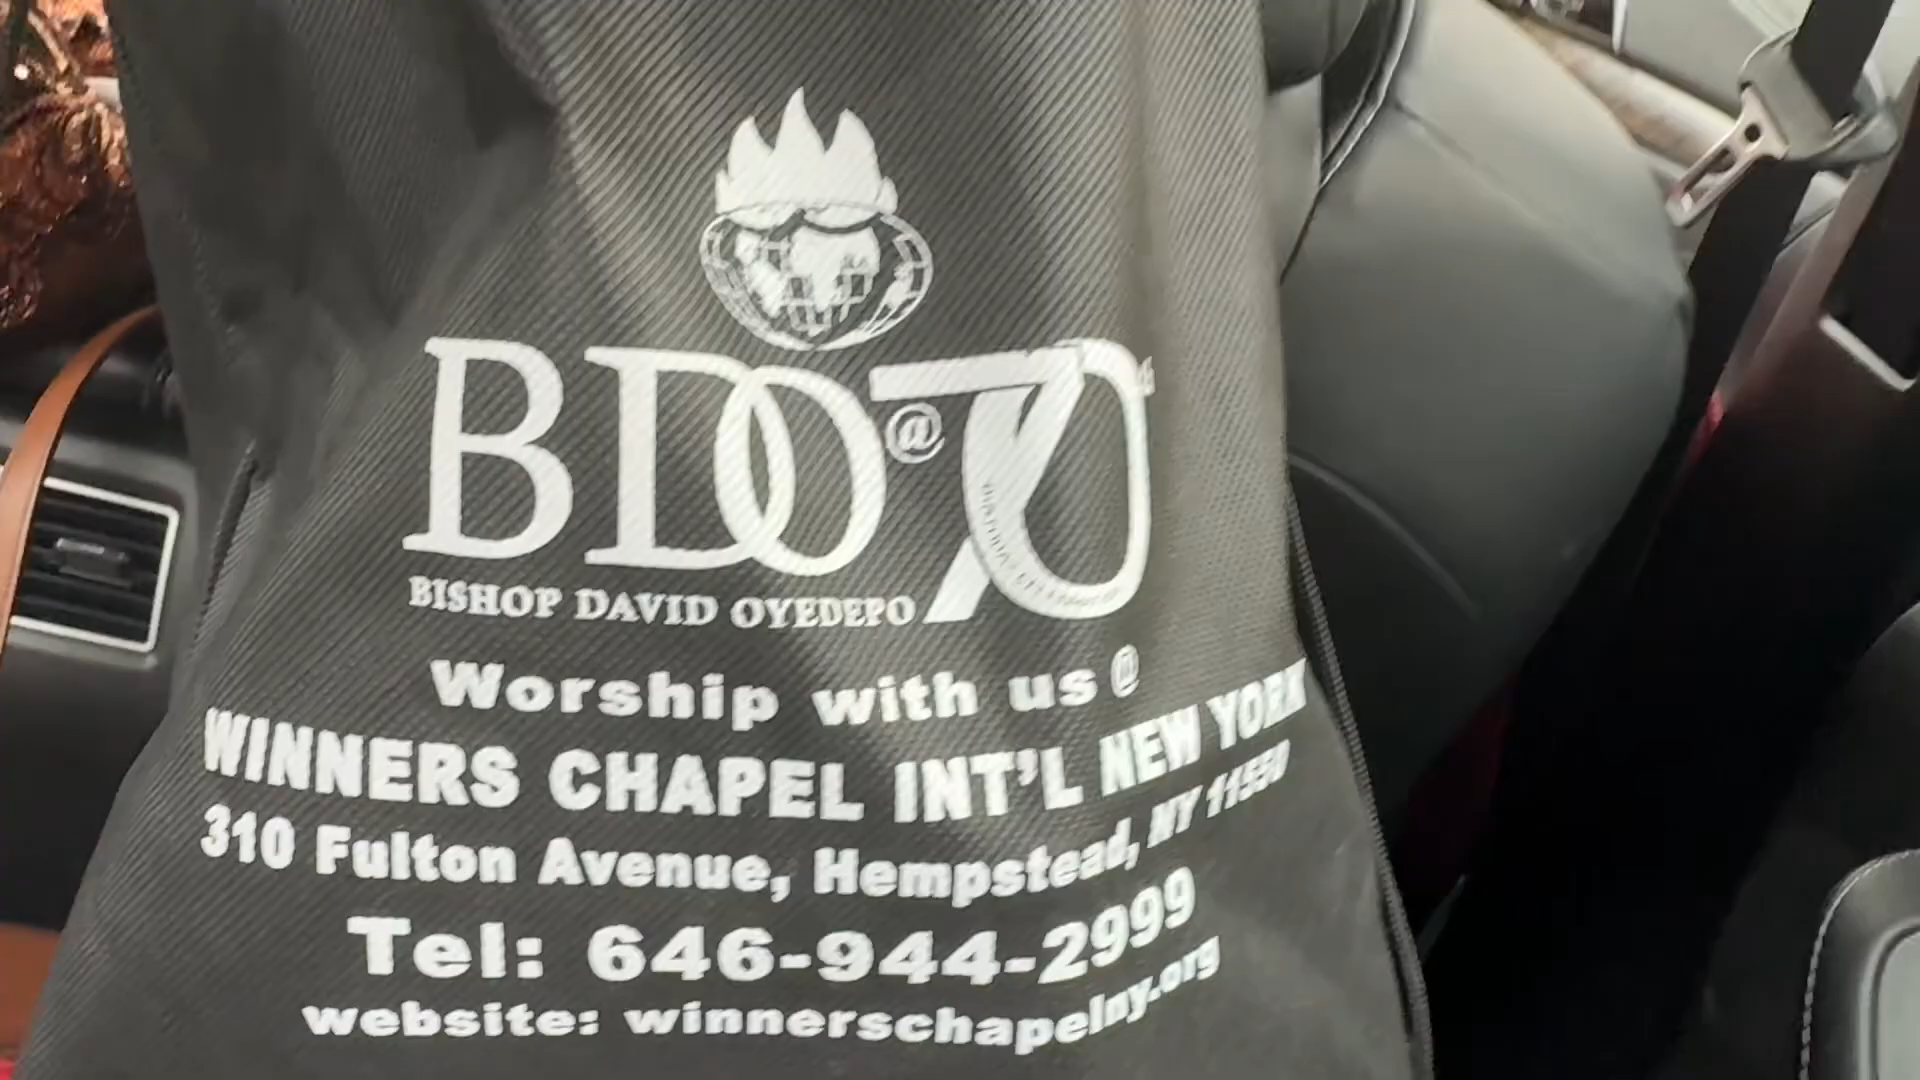 BDO@70
BISHOP DAVID OYEDEPO
Worship with us @
WINNERS CHAPEL INT'L NEW YORK
310 Fulton Avenue, Hempstead, NY 11550
Tel: 646-944-2999
website: winnerschapelny.org